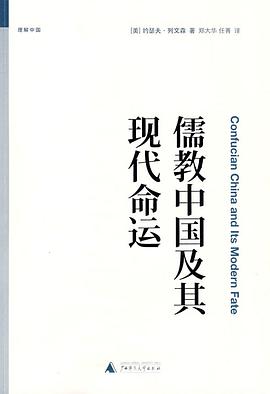 理解中国
[美] 约瑟夫·列文森 著 郑大华 任菁 译
儒教中国及其
现代命运
Confucian China and Its Modern Fate
广西师范大学出版社